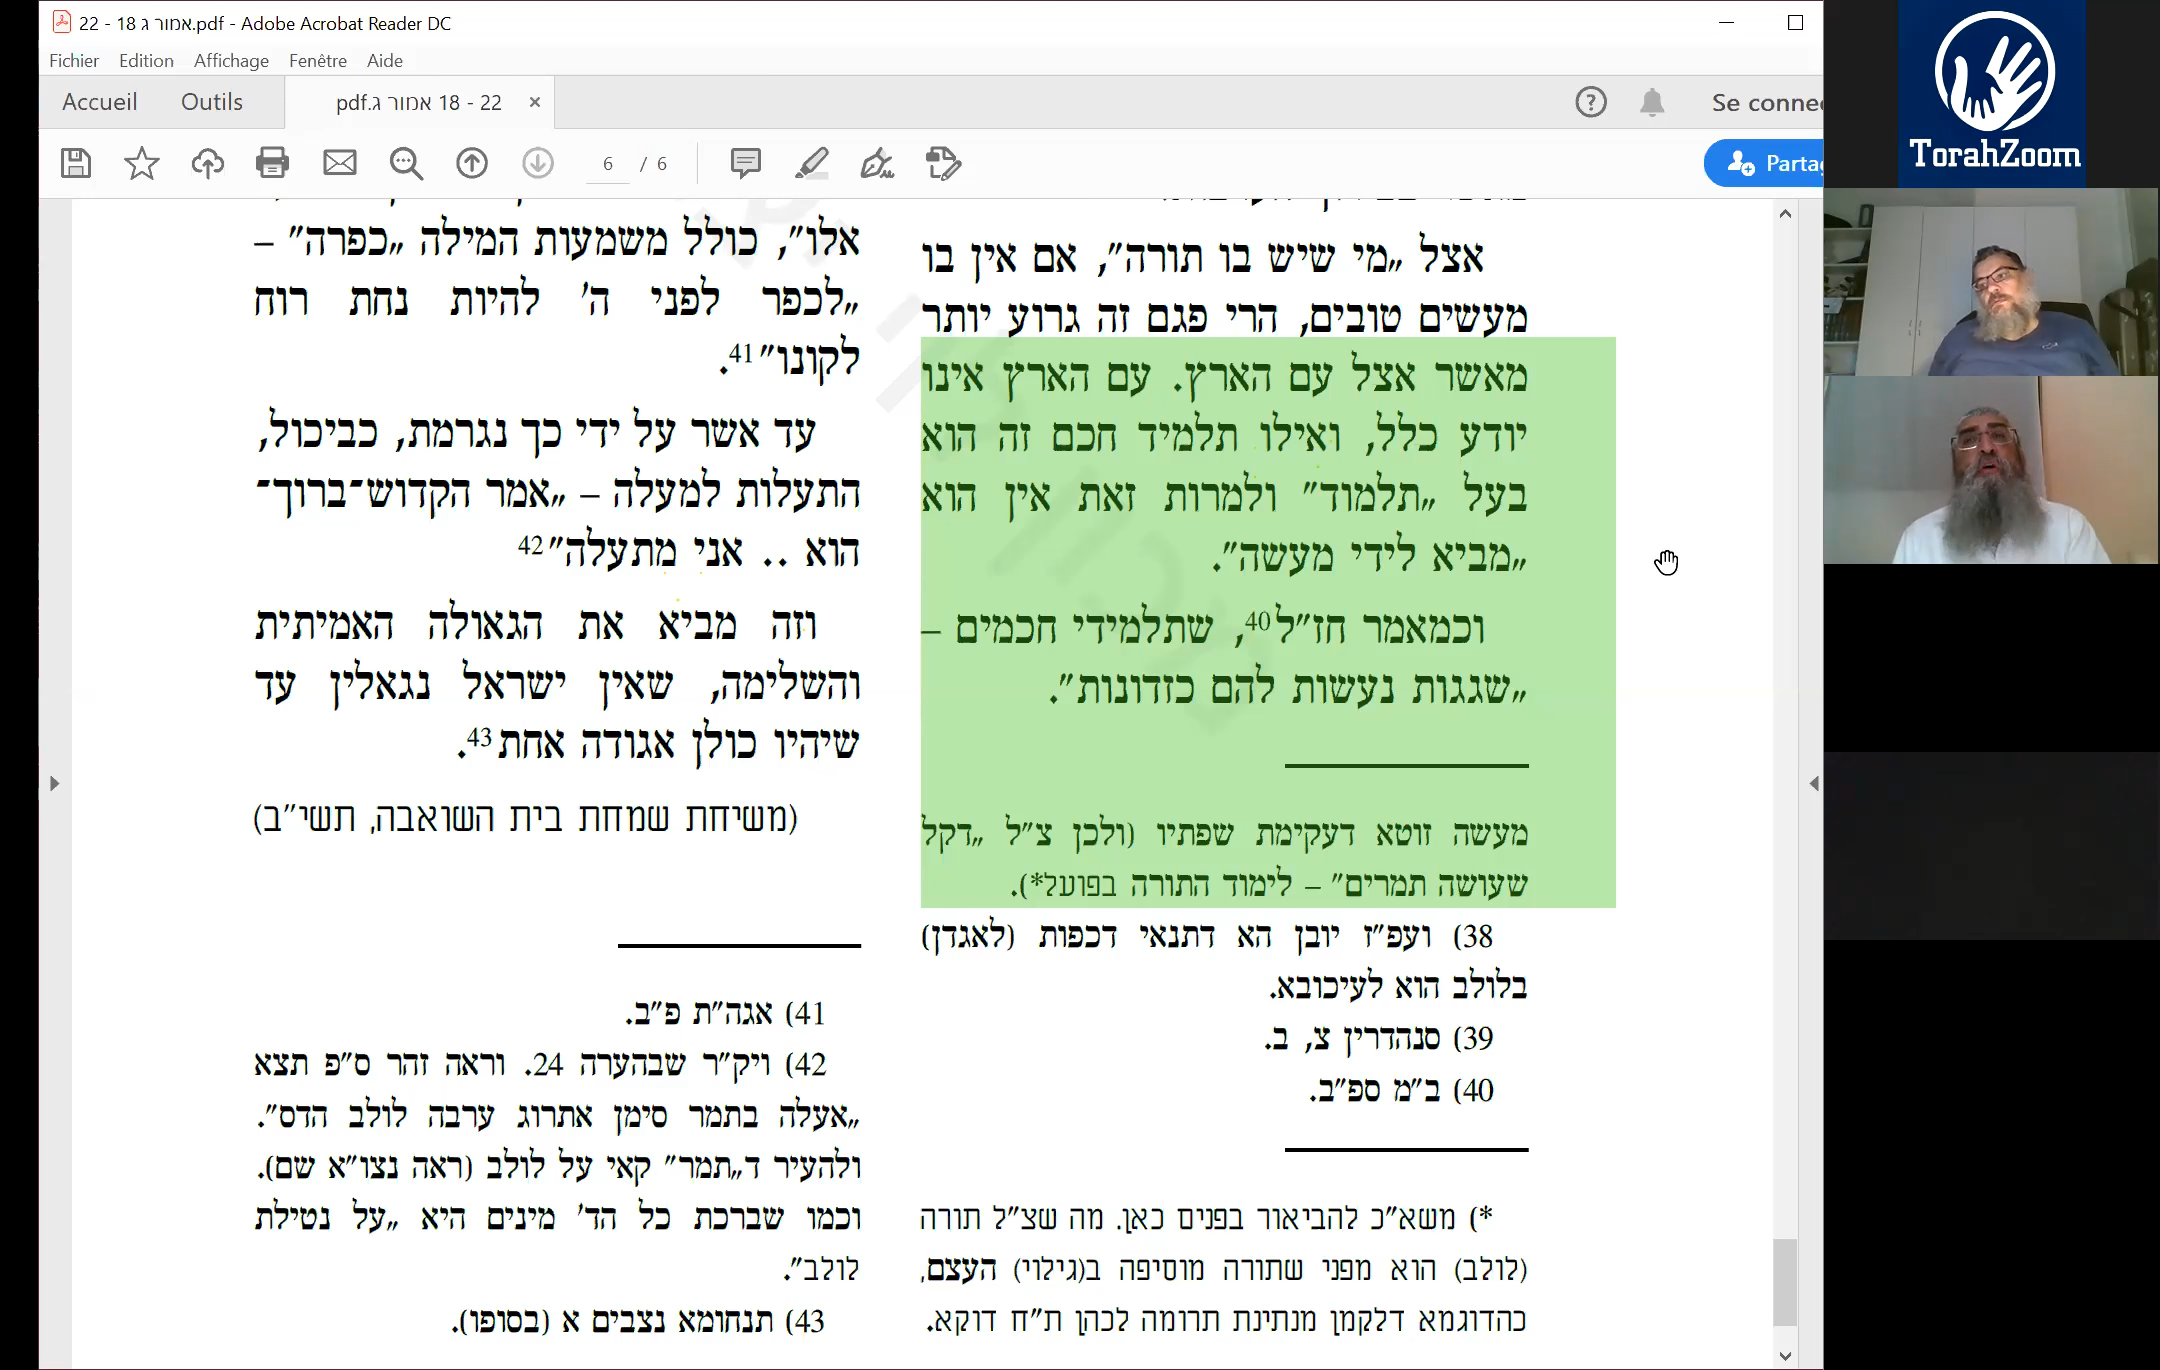 אמור ג 18 - 22.pdf - Adobe Acrobat Reader DC
Fichier Edition Affichage Fenêtre Aide
Accueil Outils
אמור ג 18 - 22.pdf ×
Se conne
6 / 6
Parta
TorahZoom
אצל „מי שיש בו תורה", אם אין בו
מעשים טובים, הרי פגם זה גרוע יותר
מאשר אצל עם הארץ. עם הארץ אינו
יודע כלל, ואילו תלמיד חכם זה הוא
בעל „תלמוד" ולמרות זאת אין הוא
„מביא לידי מעשה".
וכמאמר חז"ל40, שתלמידי חכמים –
„שגגות נעשות להם כזדונות".
מעשה זוטא דעקימת שפתיו (ולכן צ"ל „דקל
שעושה תמרים" – לימוד התורה בפועל*).
38) ועפ"ז יובן הא דתנאי דכפות (לאגדן)
בלולב הוא לעיכובא.
39) סנהדרין צ, ב.
40) ב"מ ספ"ב.
*) משא"כ להביאור בפנים כאן. מה שצ"ל תורה
(לולב) הוא מפני שתורה מוסיפה ב(גילוי) העצם,
כהדוגמא דלקמן מנתינת תרומה לכהן ת"ח דוקא.
אלו", כולל משמעות המילה „כפרה" –
„לכפר לפני ה' להיות נחת רוח
לקונו"41.
עד אשר על ידי כך נגרמת, כביכול,
התעלות למעלה – „אמר הקדוש־ברוך־
הוא .. אני מתעלה"42
וזה מביא את הגאולה האמיתית
והשלימה, שאין ישראל נגאלין עד
שיהיו כולן אגודה אחת43.
(משיחת שמחת בית השואבה, תשי"ב)
41) אגה"ת פ"ב.
42) ויק"ר שבהערה 24. וראה זהר ס"פ תצא
„אעלה בתמר סימן אתרוג ערבה לולב הדס".
ולהעיר ד„תמר" קאי על לולב (ראה נצו"א שם).
וכמו שברכת כל הד' מינים היא „על נטילת
לולב".
43) תנחומא נצבים א (בסופו).